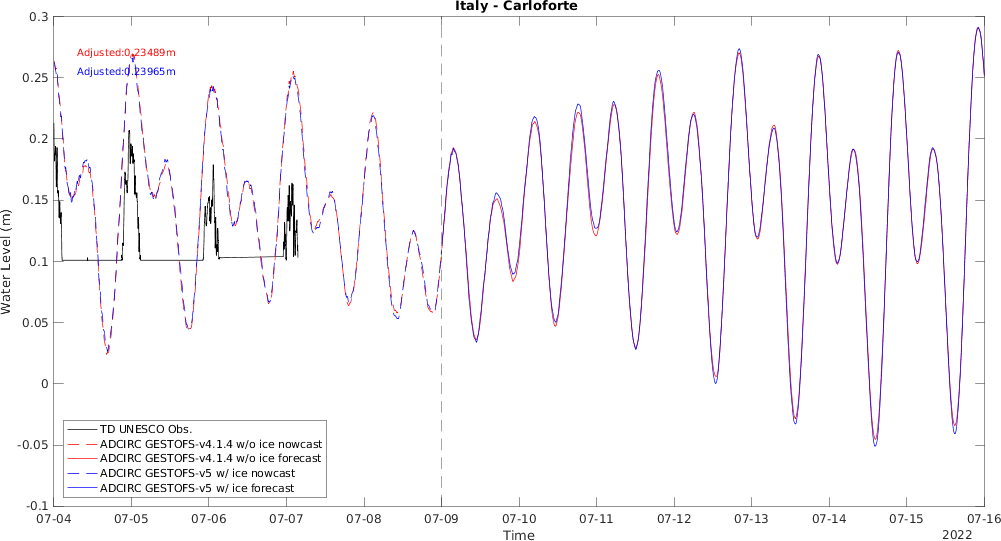 Italy - Carloforte
Adjusted:0.23489m
Adjusted:0.23965m
0.3
0.25
0.2
0.15
0.1
0.05
0
-0.05
-0.1
Water Level (m)
TD UNESCO Obs.
ADCIRC GESTOFS-v4.1.4 w/o ice nowcast
ADCIRC GESTOFS-v4.1.4 w/o ice forecast
ADCIRC GESTOFS-v5 w/ ice nowcast
ADCIRC GESTOFS-v5 w/ ice forecast
07-04 07-05 07-06 07-07 07-08 07-09 07-10 07-11 07-12 07-13 07-14 07-15 07-16
Time
2022